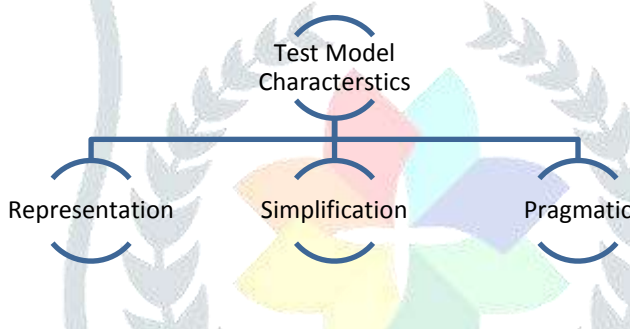 Test Model
Characterstics
Representation
Simplification
Pragmatic